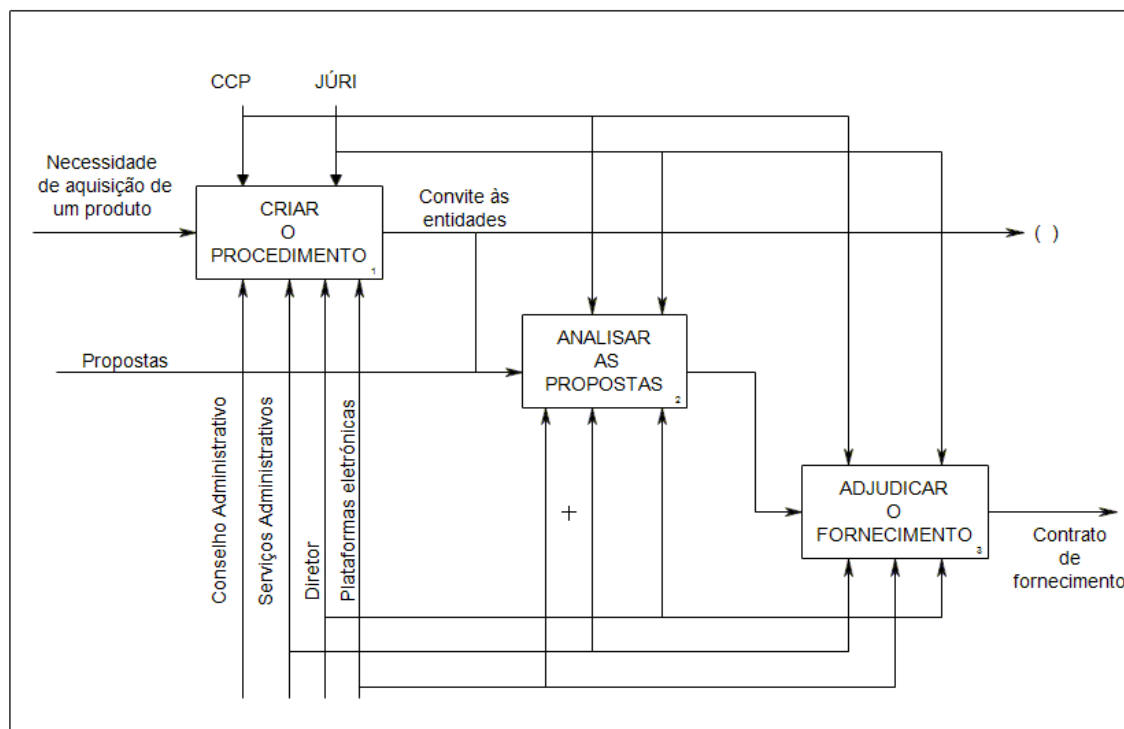 CCP
JÚRI
Necessidade
de aquisição de
um produto
CRIAR
O
PROCEDIMENTO
1
Convite às
entidades
( )
Propostas
ANALISAR
AS
PROPOSTAS
2
Conselho Administrativo
Serviços Administrativos
Diretor
Plataformas eletrónicas
ADJUDICAR
O
FORNECIMENTO
3
Contrato
de
fornecimento